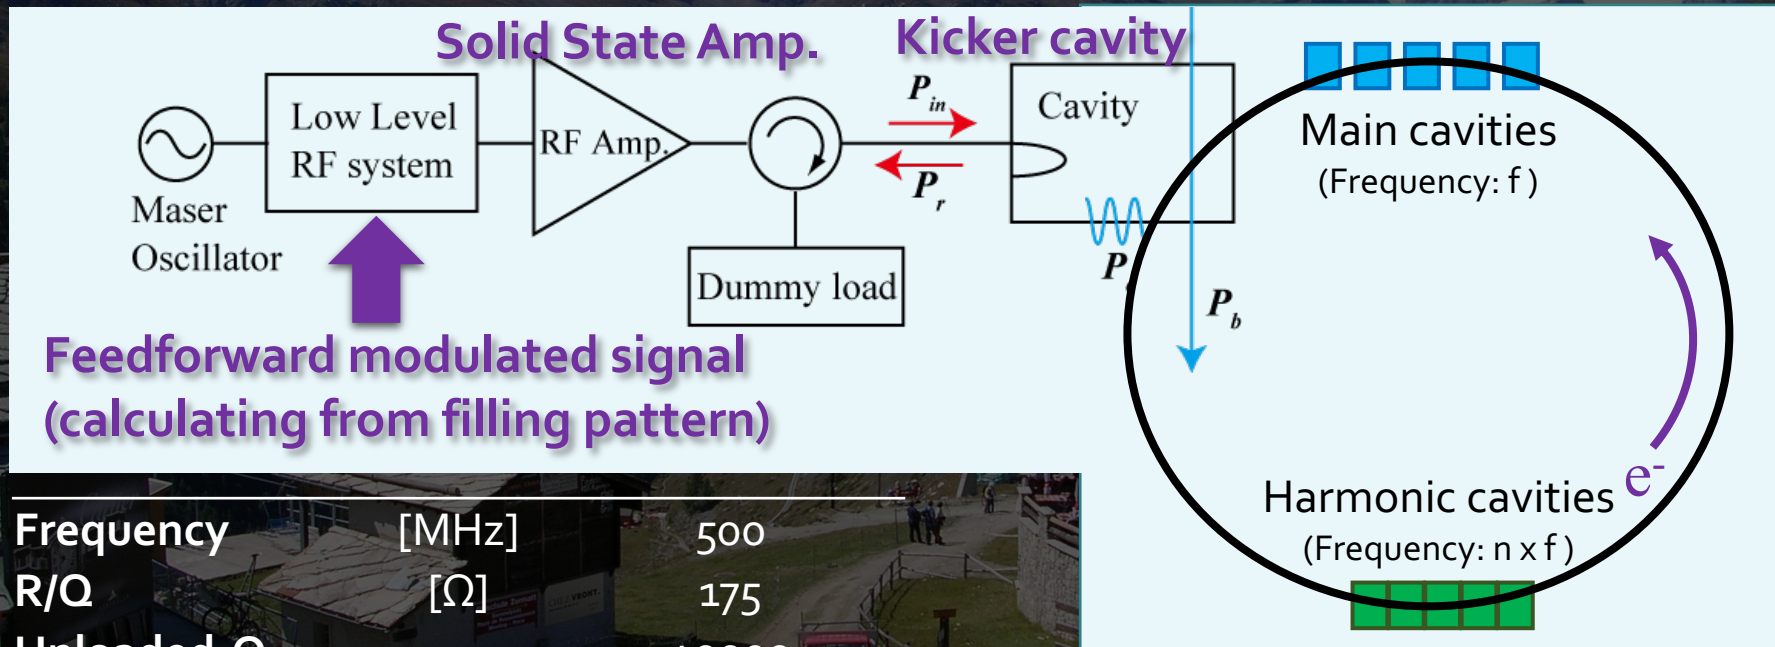 Solid State Amp.
Kicker cavity
Low Level
RF system
RF Amp.
P_in
P_r
Cavity
Maser
Oscillator
Dummy load
P_b
Feedforward modulated signal
(calculating from filling pattern)
Main cavities
(Frequency: f )
e-
Harmonic cavities
(Frequency: n x f )
Frequency [MHz] 500
R/Q [Ω] 175